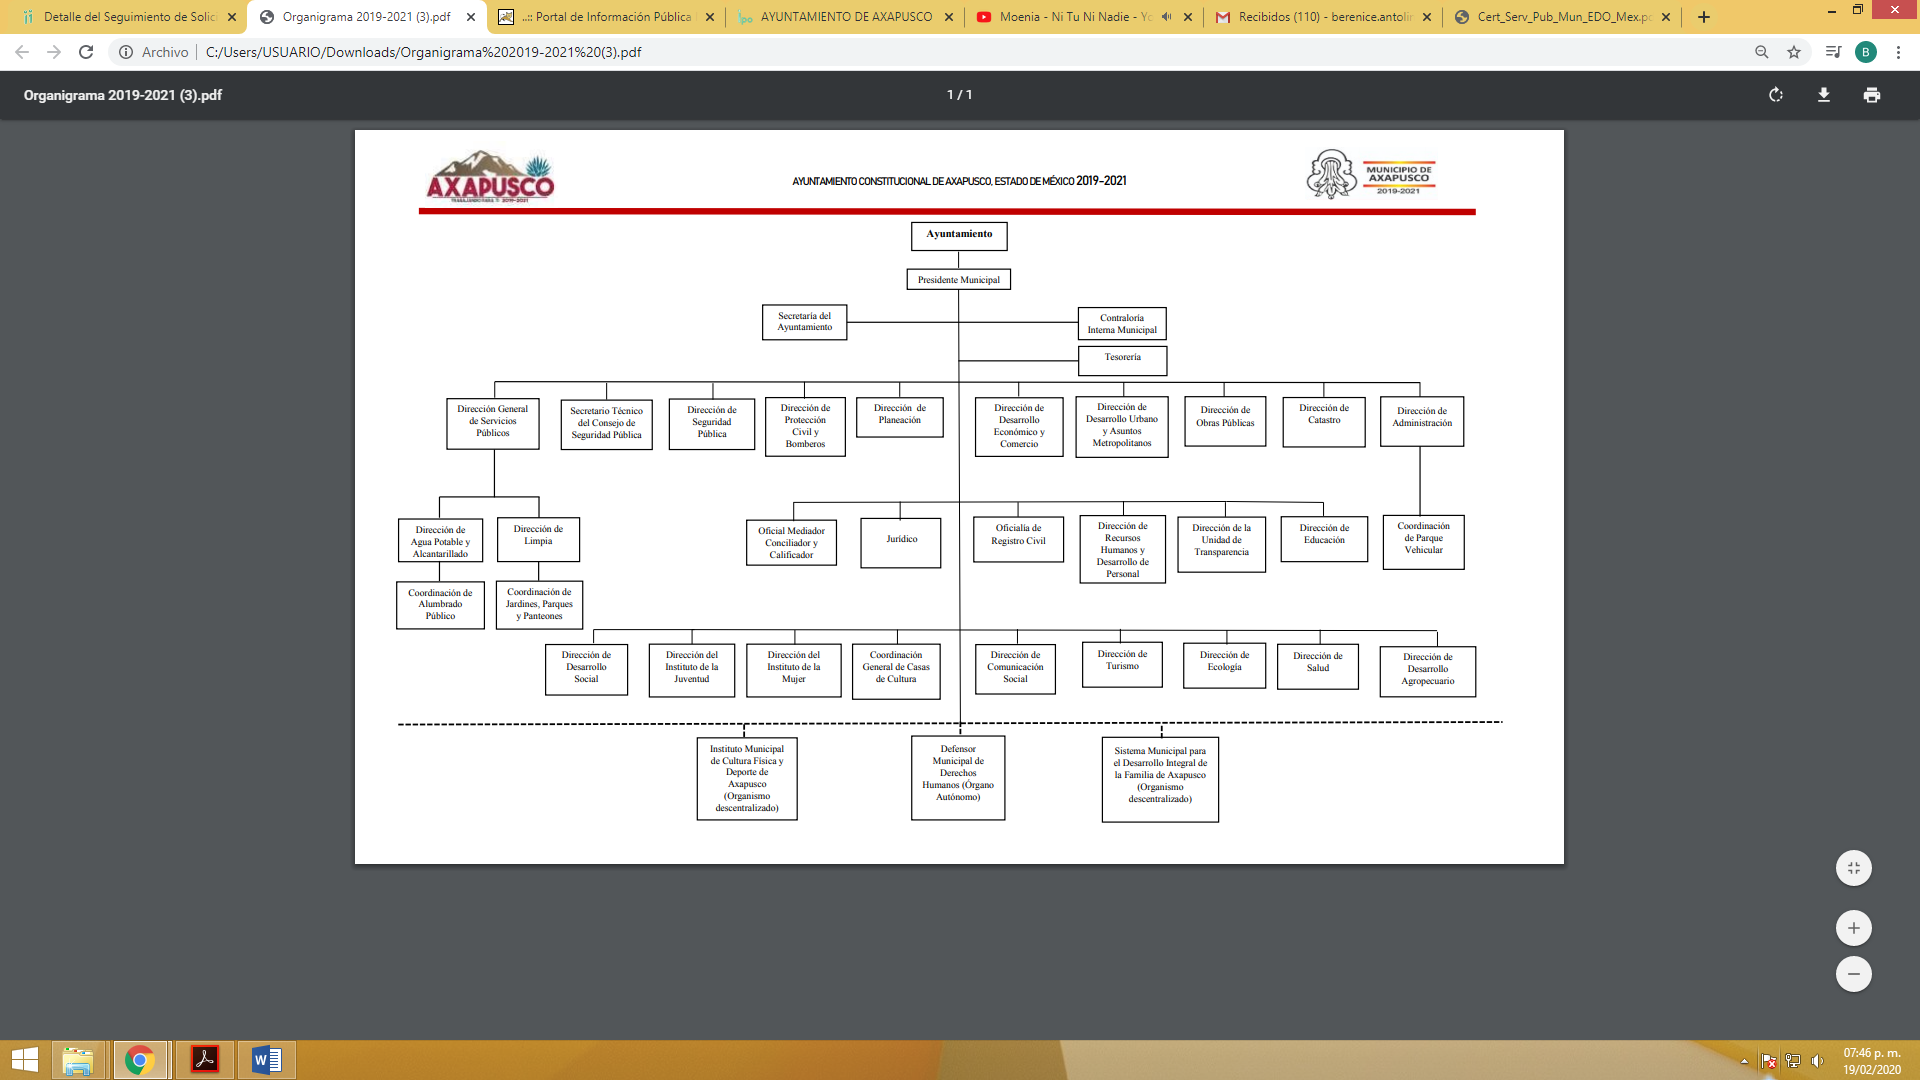 Detalle del Seguimiento de Solici
Organigrama 2019-2021 (3).pdf
..:: Portal de Información Pública
AYUNTAMIENTO DE AXAPUSCO
Moenia - Ni Tu Ni Nadie - Yo
Recibidos (110) - berenice.antolin
Cert_Serv_Pub_Mun_EDO_Mex.pd
Archivo
C:/Users/USUARIO/Downloads/Organigrama%202019-2021%20(3).pdf
B
Organigrama 2019-2021 (3).pdf
1 / 1
AXAPUSCO
TRABAJANDO PARA TI 2019-2021
AYUNTAMIENTO CONSTITUCIONAL DE AXAPUSCO, ESTADO DE MÉXICO 2019-2021
MUNICIPIO DE
AXAPUSCO
2019-2021
Ayuntamiento
Presidente Municipal
Secretaría del
Ayuntamiento
Contraloría
Interna Municipal
Tesorería
Dirección General
de Servicios
Públicos
Secretario Técnico
del Consejo de
Seguridad Pública
Dirección de
Seguridad
Pública
Dirección de
Protección
Civil y
Bomberos
Dirección de
Planeación
Dirección de
Desarrollo
Económico y
Comercio
Dirección de
Desarrollo Urbano
y Asuntos
Metropolitanos
Dirección de
Obras Públicas
Dirección de
Catastro
Dirección de
Administración
Dirección de
Agua Potable y
Alcantarillado
Dirección de
Limpia
Oficial Mediador
Conciliador y
Calificador
Jurídico
Oficialía de
Registro Civil
Dirección de
Recursos
Humanos y
Desarrollo de
Personal
Dirección de la
Unidad de
Transparencia
Dirección de
Educación
Coordinación
de Parque
Vehicular
Coordinación de
Alumbrado
Público
Coordinación de
Jardines, Parques
y Panteones
Dirección de
Desarrollo
Social
Dirección del
Instituto de la
Juventud
Dirección del
Instituto de la
Mujer
Coordinación
General de Casas
de Cultura
Dirección de
Comunicación
Social
Dirección de
Turismo
Dirección de
Ecología
Dirección de
Salud
Dirección de
Desarrollo
Agropecuario
Instituto Municipal
de Cultura Física y
Deporte de
Axapusco
(Organismo
descentralizado)
Defensor
Municipal de
Derechos
Humanos (Órgano
Autónomo)
Sistema Municipal para
el Desarrollo Integral de
la Familia de Axapusco
(Organismo
descentralizado)
07:46 p. m.
19/02/2020